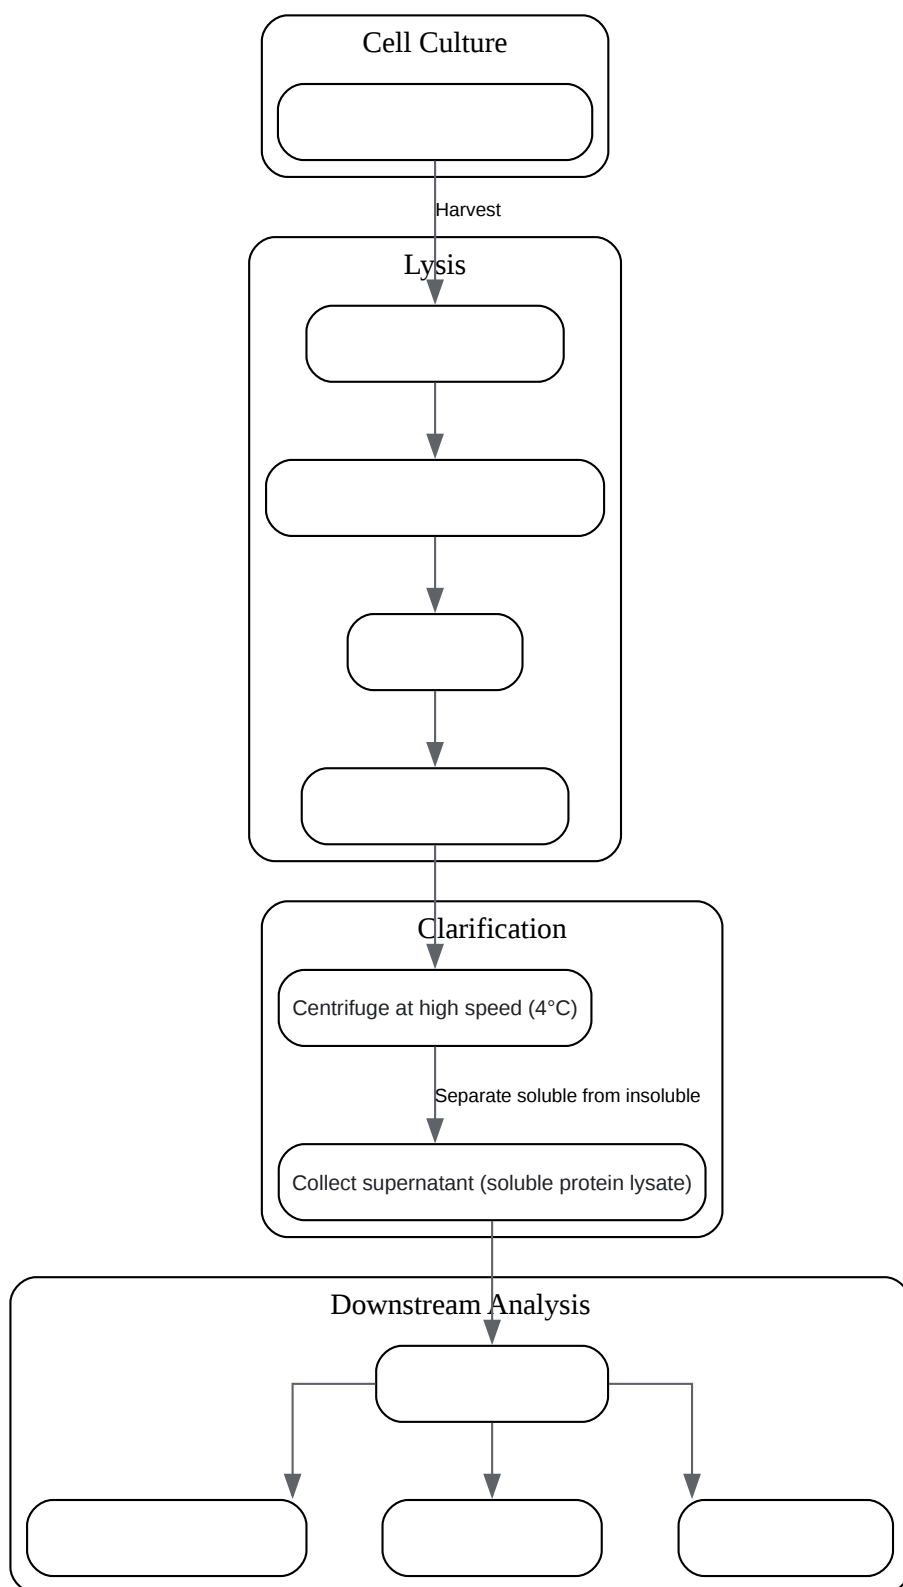 Cell Culture
Harvest
Lysis
Clarification
Centrifuge at high speed (4°C)
Separate soluble from insoluble
Collect supernatant (soluble protein lysate)
Downstream Analysis